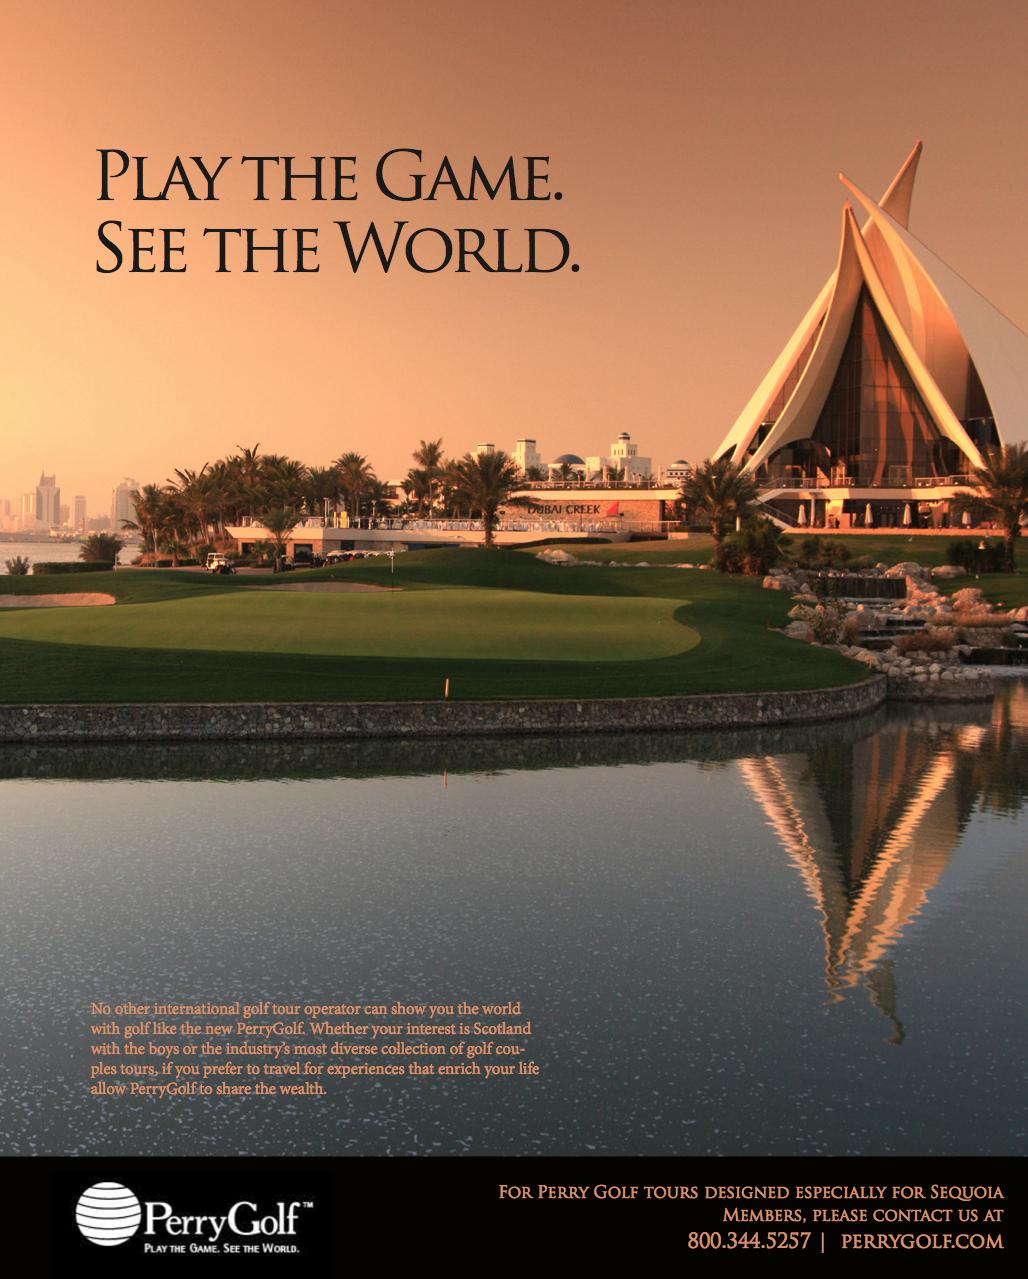 PLAY THE GAME.
SEE THE WORLD.
DUBAI CREEK
No other international golf tour operator can show you the world
with golf like the new PerryGolf. Whether your interest is Scotland
with the boys or the industry's most diverse collection of golf cou-
ples tours, if you prefer to travel for experiences that enrich your life
allow PerryGolf to share the wealth.
PerryGolf™
PLAY THE GAME. SEE THE WORLD.
FOR PERRY GOLF TOURS DESIGNED ESPECIALLY FOR SEQUOIA
MEMBERS, PLEASE CONTACT US AT
800.344.5257 | PERRYGOLF.COM